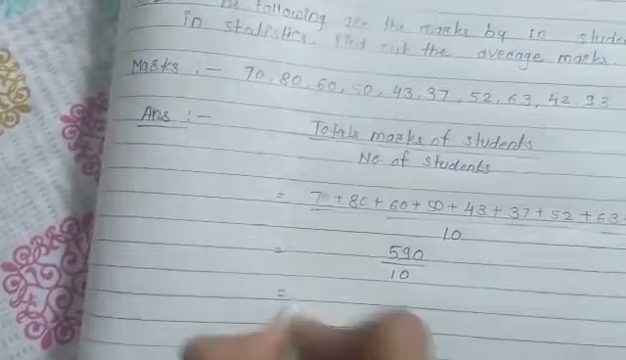 following are the marks by 10 stude
in statistics. find out the average marks.
Marks :- 70, 80, 60, 50, 43, 37, 52, 63, 42, 93
Ans :-
Totals marks of students
No of students
= 70 + 80 + 60 + 50 + 43 + 37 + 52 + 63
10
= 590
10
=